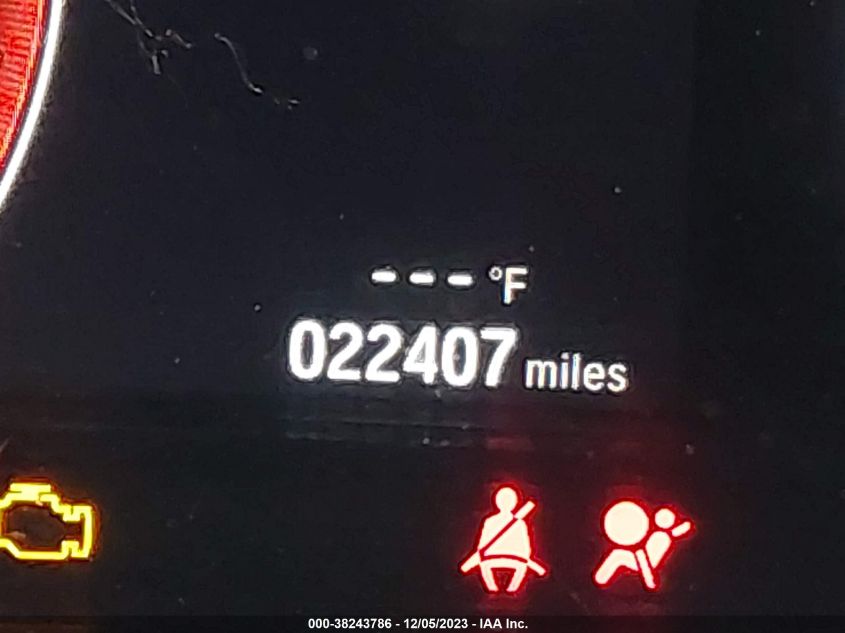 --- °F
022407 miles
000-38243786 - 12/05/2023 - IAA Inc.